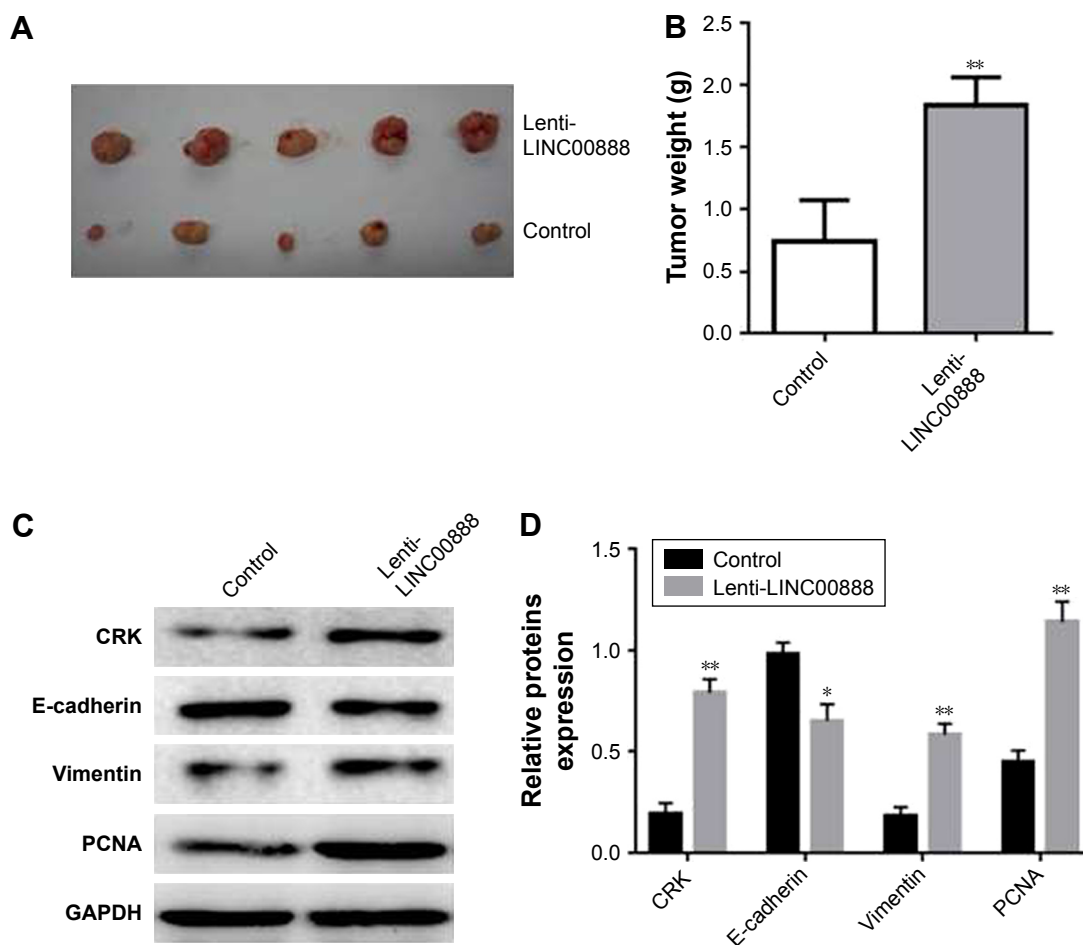 A
Lenti-
LINC00888
Control
B
Tumor weight (g)
2.5
2.0
1.5
1.0
0.5
0.0
**
Control
Lenti-
LINC00888
C
Control
Lenti-
LINC00888
CRK
E-cadherin
Vimentin
PCNA
GAPDH
D
Relative proteins
expression
1.5
1.0
0.5
0.0
Control
Lenti-LINC00888
**
*
**
**
CRK
E-cadherin
Vimentin
PCNA